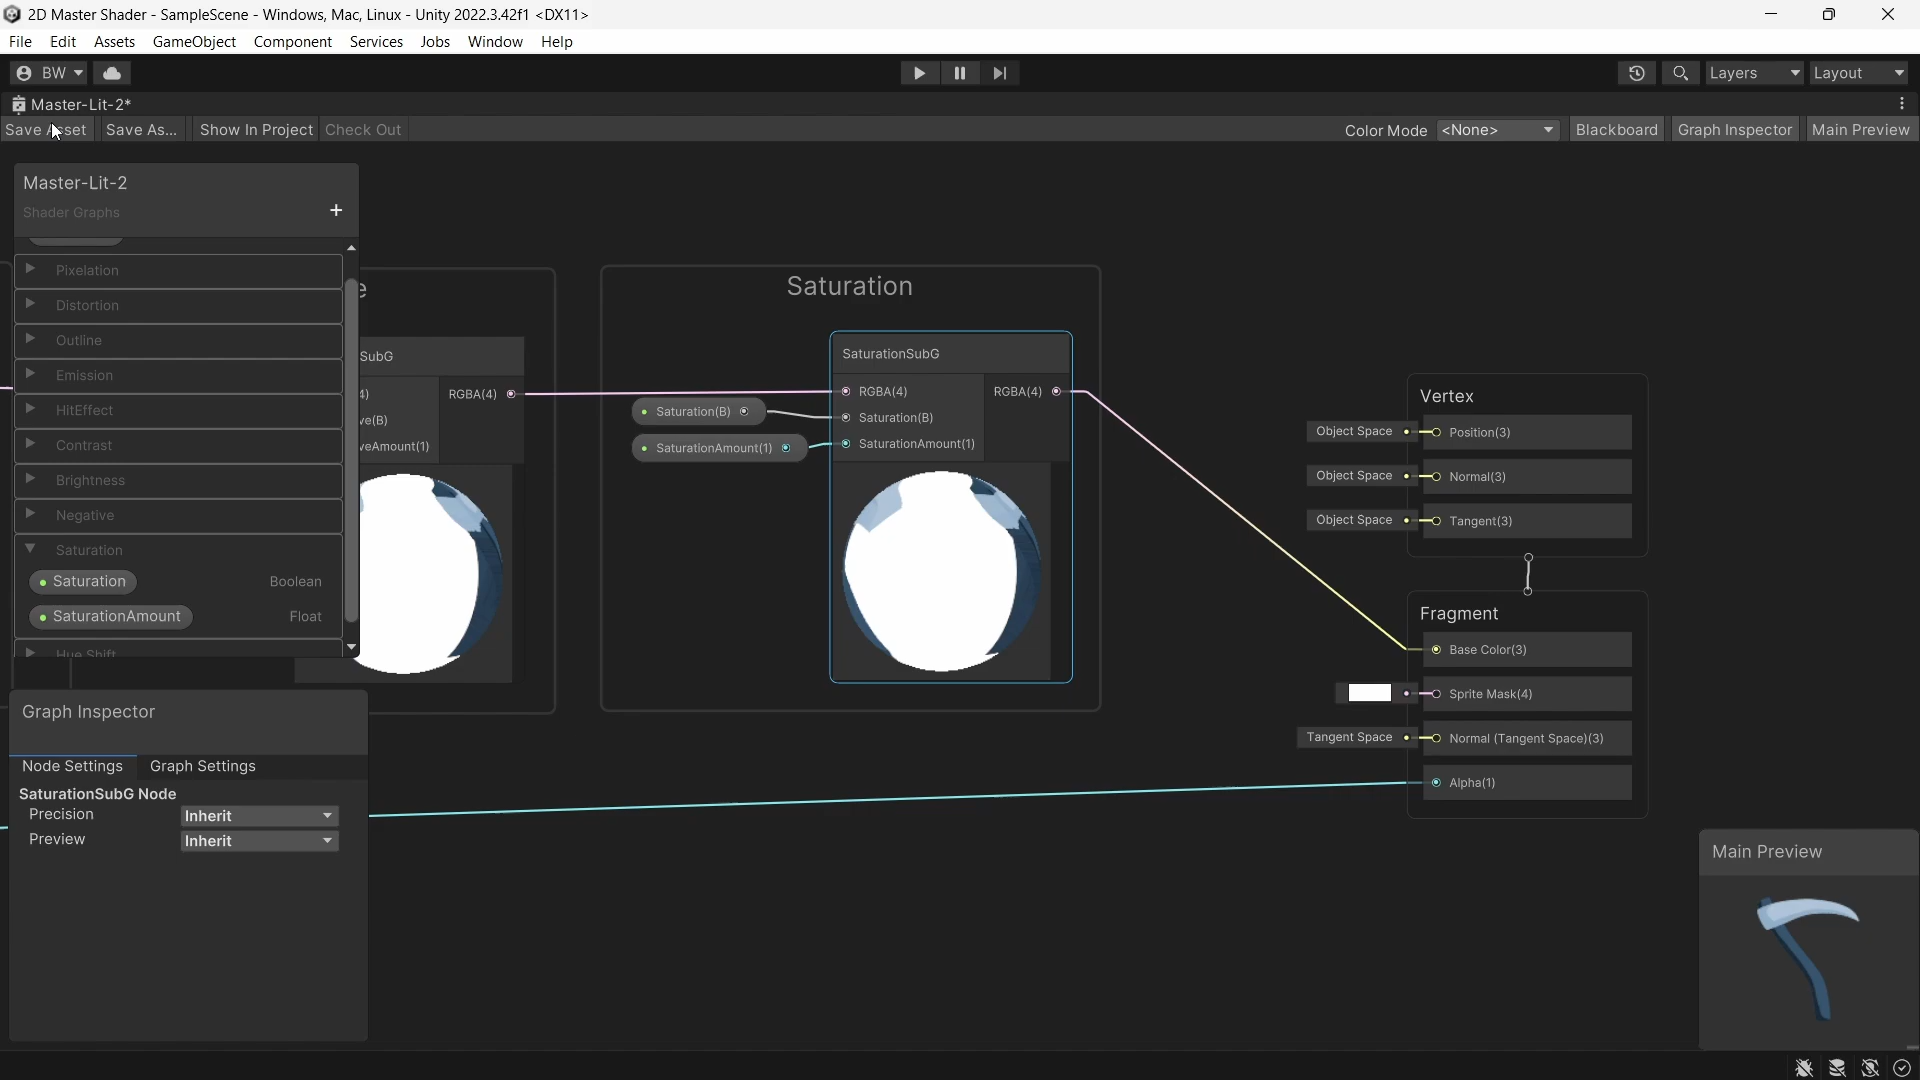 2D Master Shader - SampleScene - Windows, Mac, Linux - Unity 2022.3.42f1 <DX11>
File Edit Assets GameObject Component Services Jobs Window Help
BW Layers Layout
Master-Lit-2*
Save Asset Save As... Show In Project Check Out Color Mode <None> Blackboard Graph Inspector Main Preview
Master-Lit-2
Shader Graphs
+
Pixelation
Distortion
Outline
Emission
HitEffect
Contrast
Brightness
Negative
Saturation
Saturation Boolean
SaturationAmount Float
Hue Shift
e
SubG
4)
ve(B)
veAmount(1)
RGBA(4)
Saturation
Saturation(B)
SaturationAmount(1)
SaturationSubG
RGBA(4) RGBA(4)
Saturation(B)
SaturationAmount(1)
Vertex
Object Space Position(3)
Object Space Normal(3)
Object Space Tangent(3)
Fragment
Base Color(3)
Sprite Mask(4)
Tangent Space Normal (Tangent Space)(3)
Alpha(1)
Graph Inspector
Node Settings Graph Settings
SaturationSubG Node
Precision Inherit
Preview Inherit
Main Preview